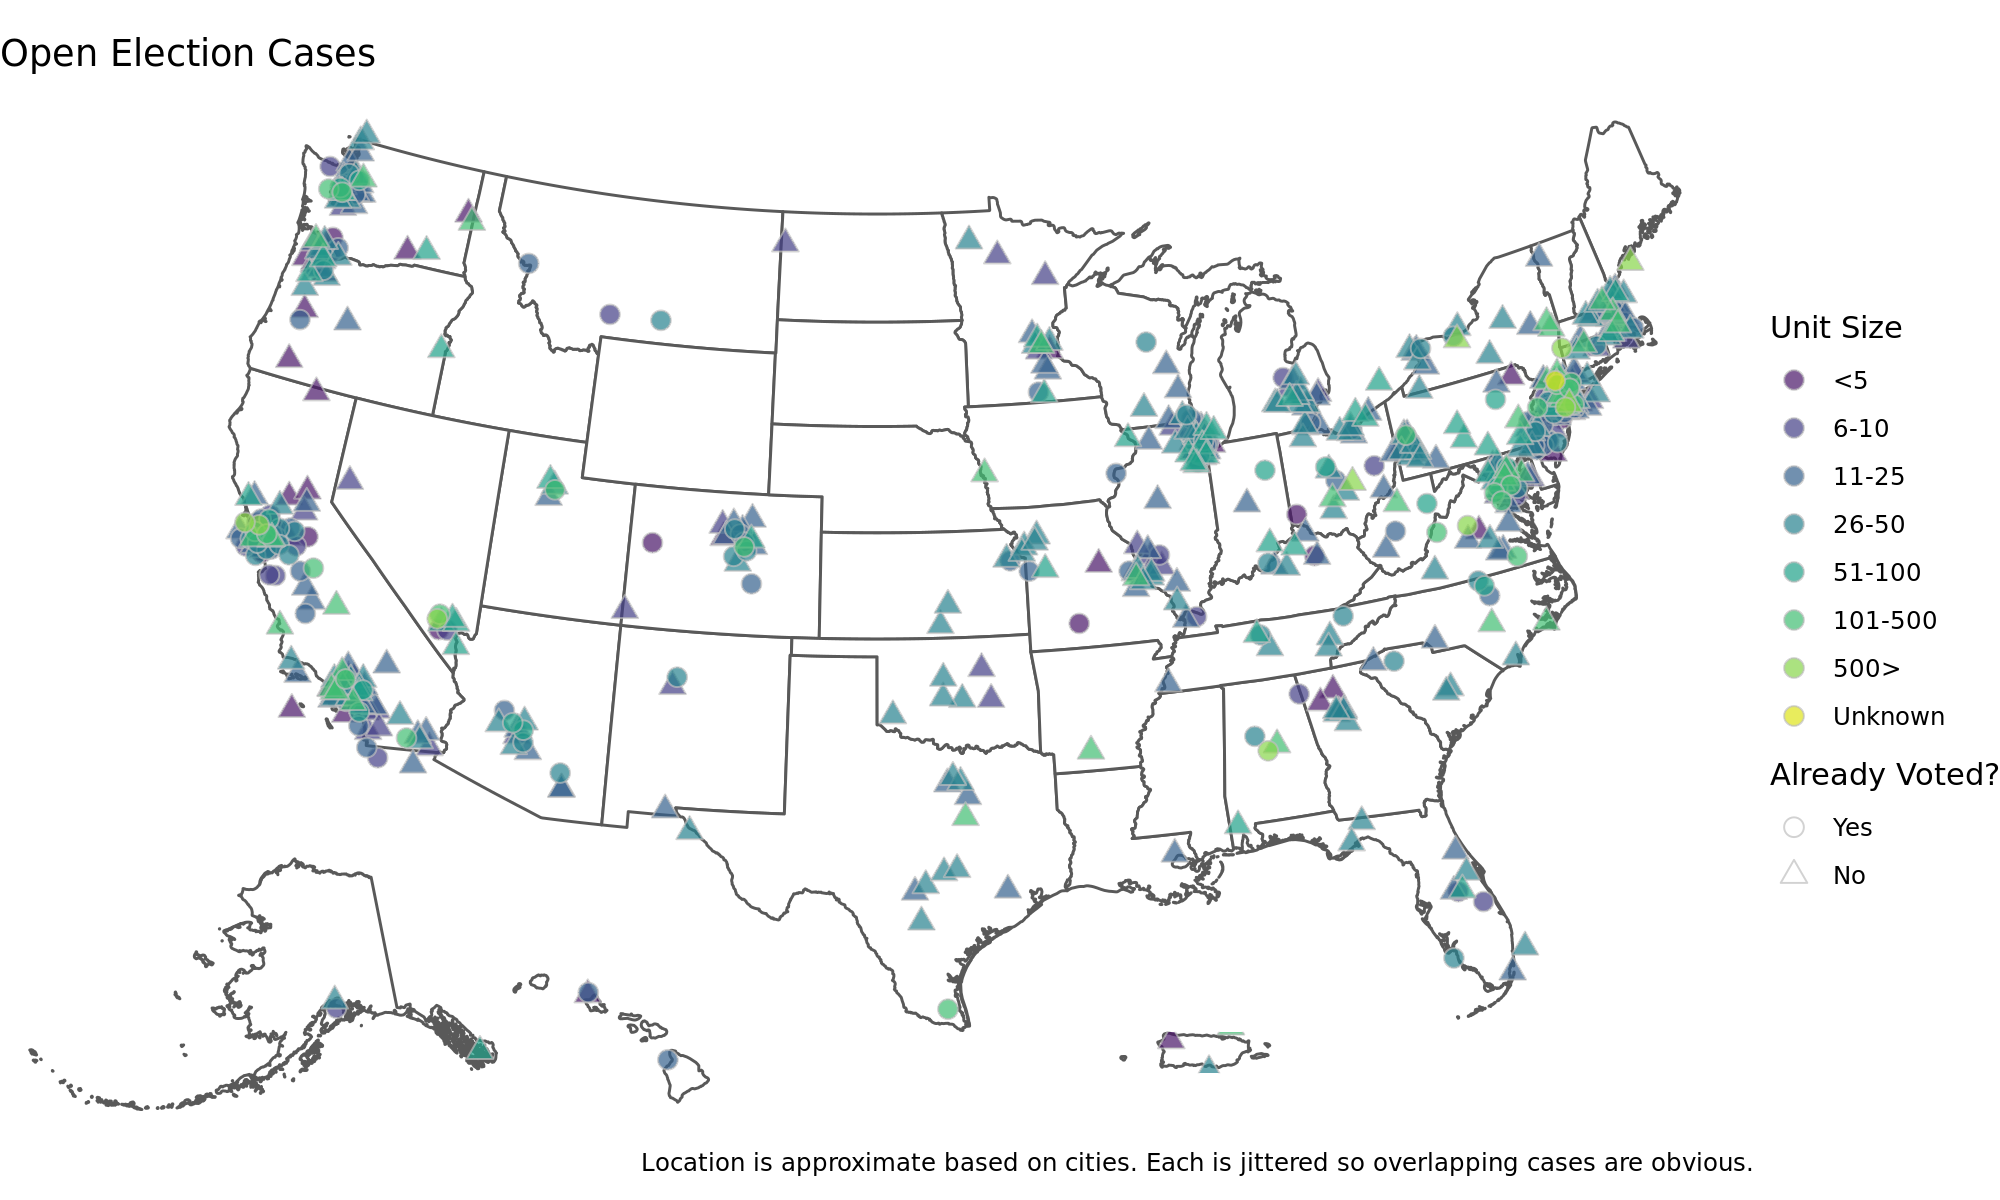 Open Election Cases
Unit Size
<5
6-10
11-25
26-50
51-100
101-500
500>
Unknown
Already Voted?
Yes
No
Location is approximate based on cities. Each is jittered so overlapping cases are obvious.